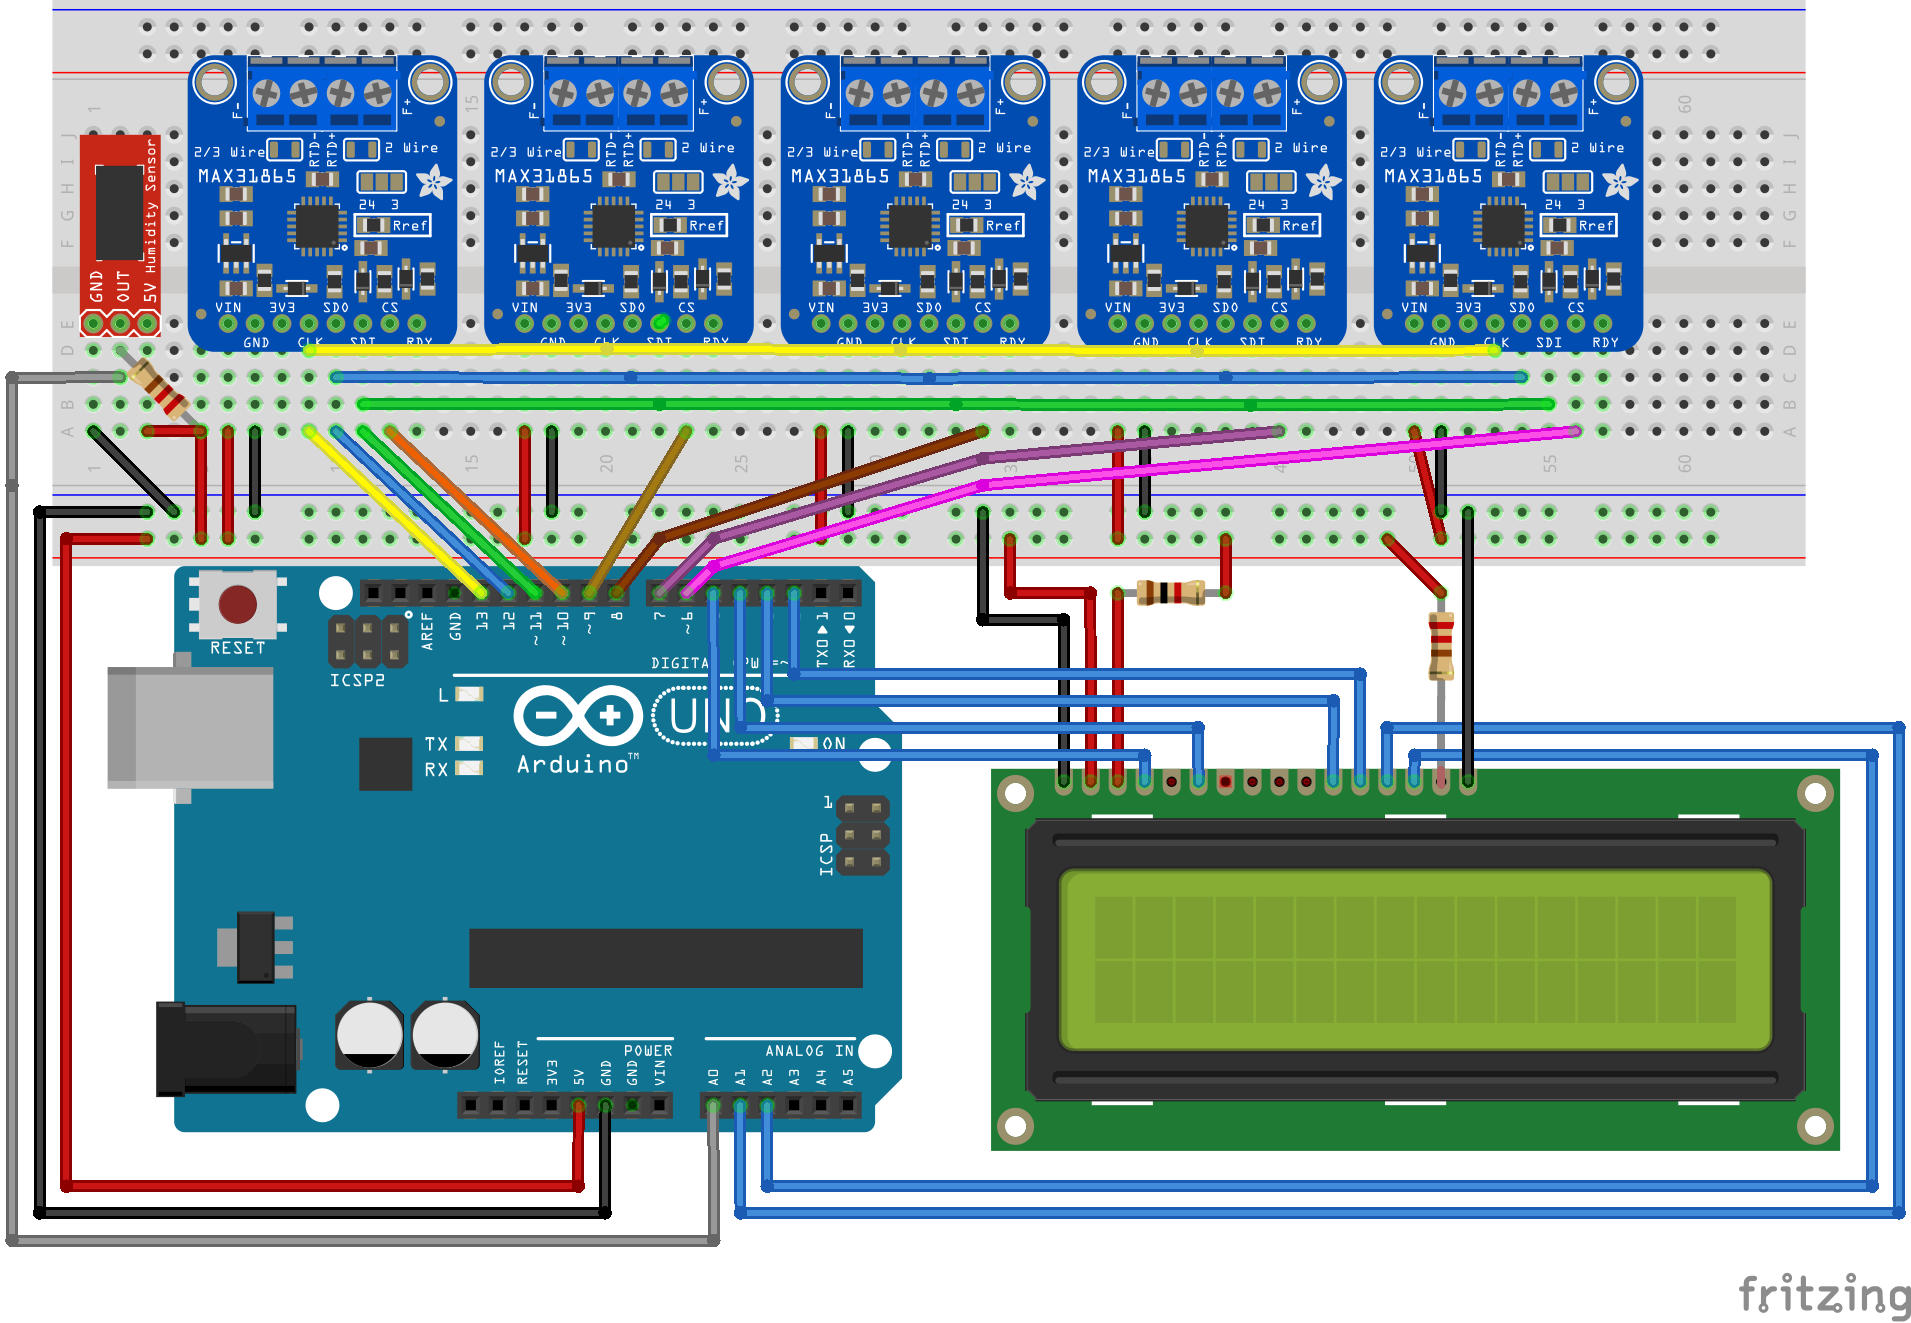 1
15
60
J
I
H
G
F
J
I
H
G
F
GND
OUT
5V
Humidity Sensor
F-
RTD-
RTD+
F+
2/3 Wire
2 Wire
MAX31865
24 3
Rref
VIN
3V3
SDO
CS
GND
CLK
SDI
RDY
F-
RTD-
RTD+
F+
2/3 Wire
2 Wire
MAX31865
24 3
Rref
VIN
3V3
SDO
CS
GND
CLK
SDI
RDY
F-
RTD-
RTD+
F+
2/3 Wire
2 Wire
MAX31865
24 3
Rref
VIN
3V3
SDO
CS
GND
CLK
SDI
RDY
F-
RTD-
RTD+
F+
2/3 Wire
2 Wire
MAX31865
24 3
Rref
VIN
3V3
SDO
CS
GND
CLK
SDI
RDY
F-
RTD-
RTD+
F+
2/3 Wire
2 Wire
MAX31865
24 3
Rref
VIN
3V3
SDO
CS
GND
CLK
SDI
RDY
E
D
C
B
A
E
D
C
B
A
1
15
20
25
55
60
RESET
ICSP2
AREF
GND
13
12
~11
~10
~9
8
7
~6
TX0▶1
RX0◀0
L
TX
RX
UNO
ON
Arduino™
1
ICSP
POWER
ANALOG IN
IOREF
RESET
3V3
5V
GND
GND
VIN
A0
A1
A2
A3
A4
A5
fritzing